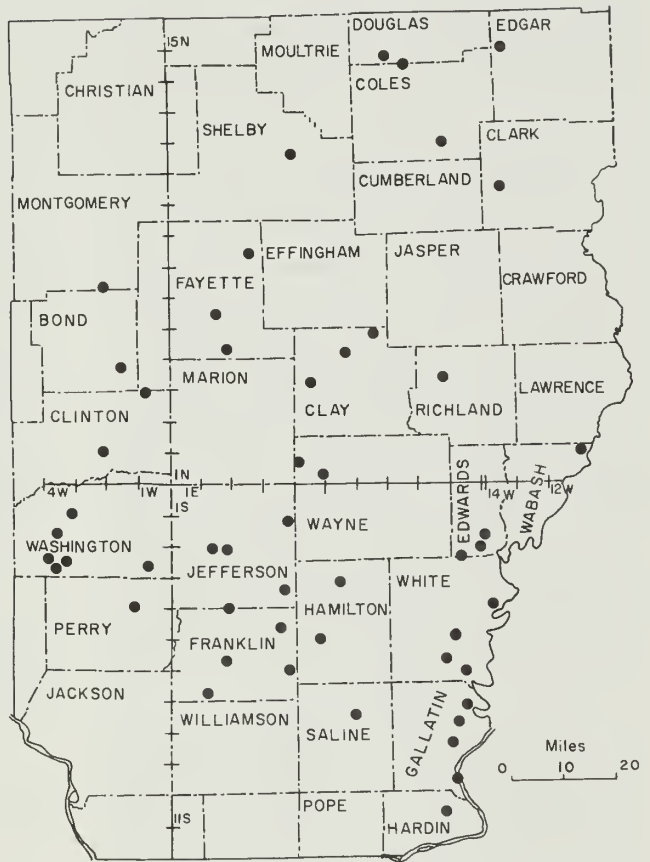 15N
MOULTRIE
DOUGLAS
EDGAR
CHRISTIAN
COLES
SHELBY
CLARK
CUMBERLAND
MONTGOMERY
EFFINGHAM
JASPER
FAYETTE
CRAWFORD
BOND
MARION
CLAY
RICHLAND
LAWRENCE
CLINTON
1N
4W
1W
1E
14W
12W
1S
EDWARDS
WABASH
WAYNE
WASHINGTON
JEFFERSON
WHITE
HAMILTON
PERRY
FRANKLIN
JACKSON
WILLIAMSON
SALINE
GALLATIN
Miles
0 10 20
POPE
11S
HARDIN